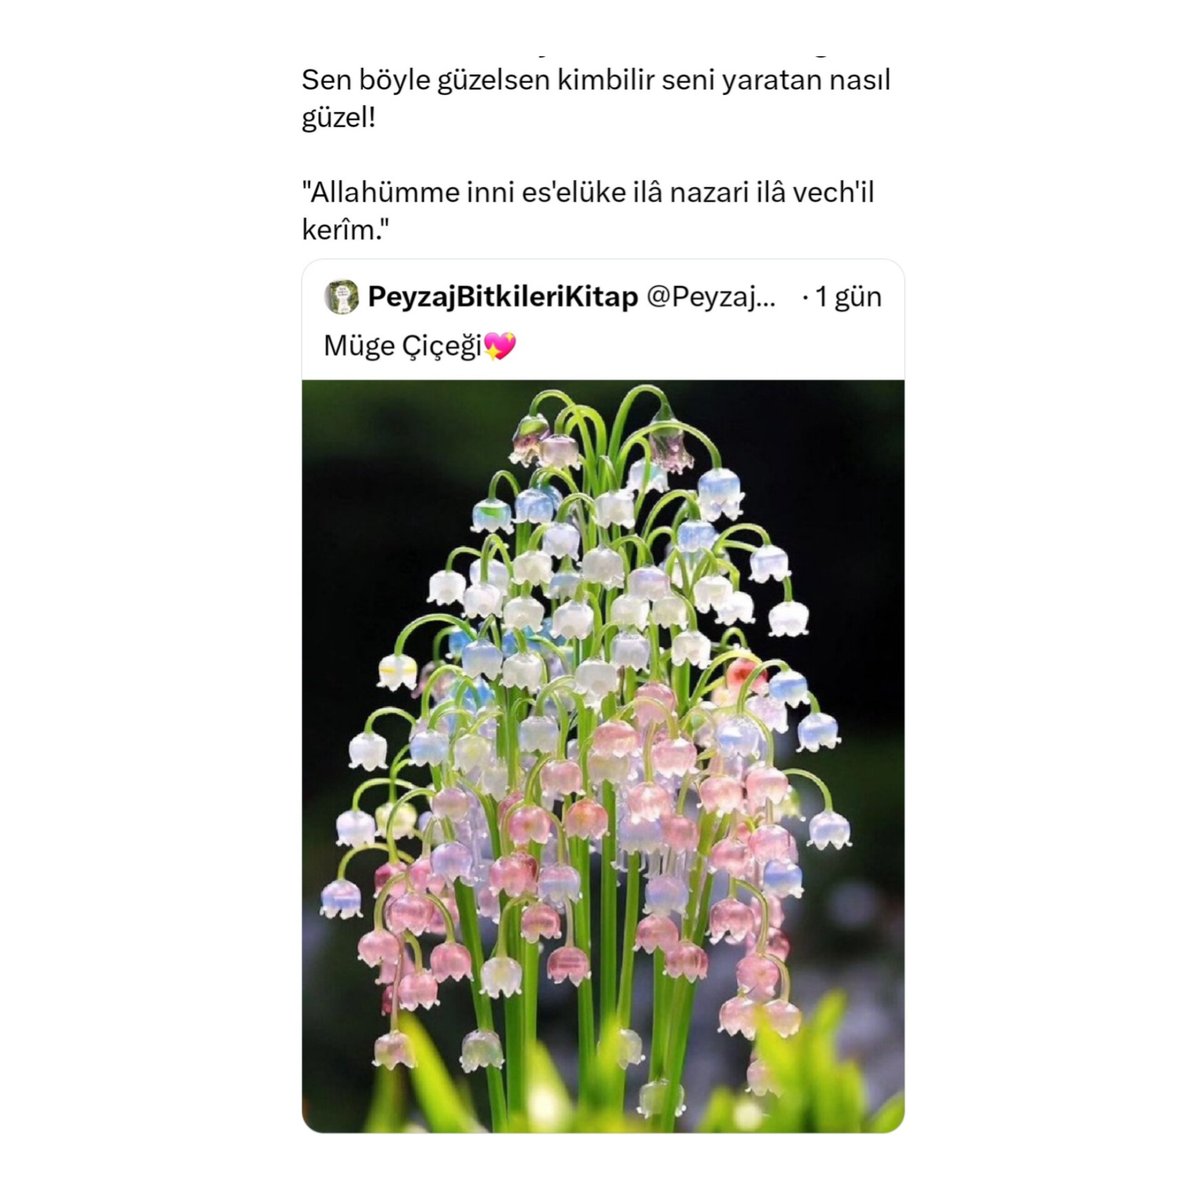 Sen böyle güzelsen kimbilir seni yaratan nasıl
güzel!
"Allahümme inni es'elüke ilâ nazari ilâ vech'il
kerîm."
PeyzajBitkileriKitap @Peyzaj... · 1 gün
Müge Çiçeği💖